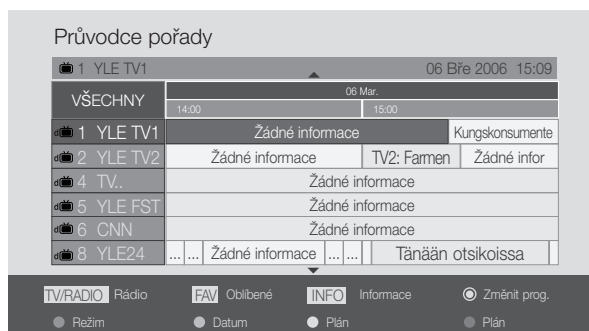 Průvodce pořady
1 YLE TV1 06 Bře 2006 15:09
VŠECHNY 06 Mar.
14:00 15:00
1 YLE TV1 Žádné informace Kungskonsumente
2 YLE TV2 Žádné informace TV2: Farmen Žádné infor
4 TV.. Žádné informace
5 YLE FST Žádné informace
6 CNN Žádné informace
8 YLE24 ... ... Žádné informace ... ... Tänään otsikoissa
TV/RADIO Rádio FAV Oblíbené INFO Informace Změnit prog.
Režim Datum Plán Plán